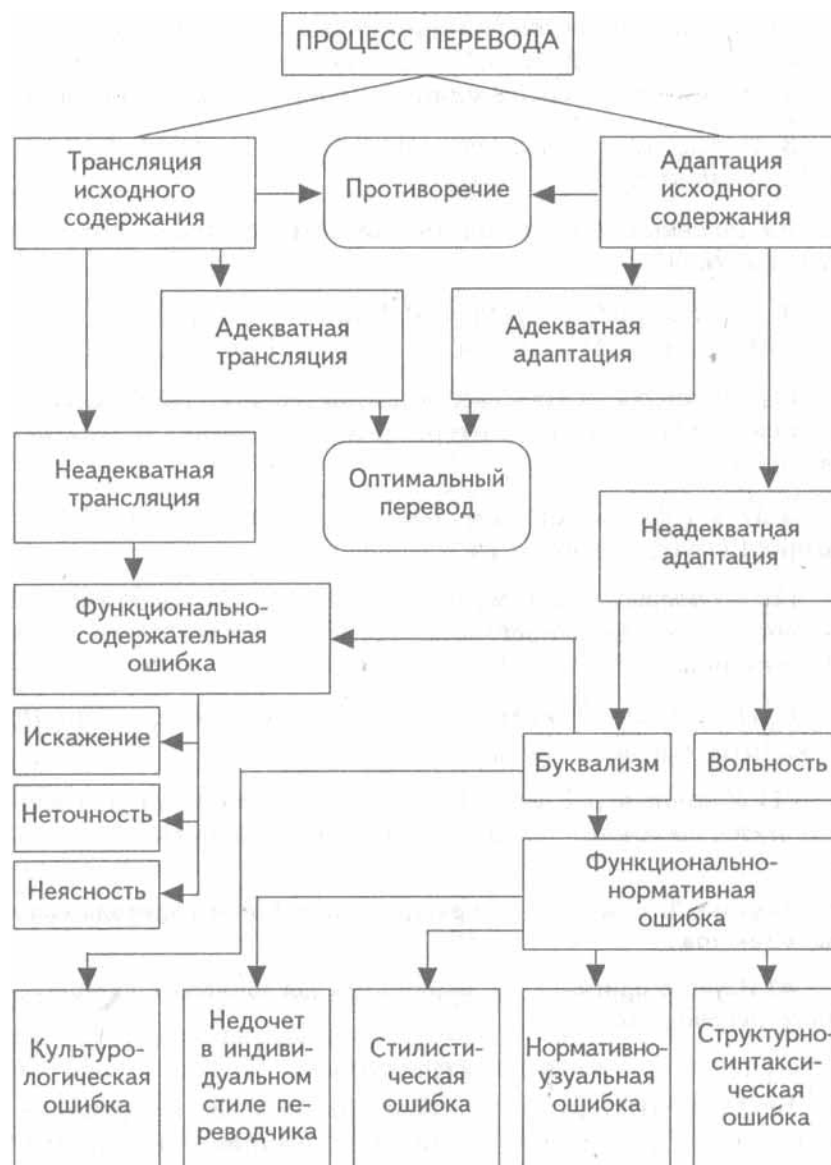 ПРОЦЕСС ПЕРЕВОДА
Трансляция
исходного
содержания
Противоречие
Адаптация
исходного
содержания
Адекватная
трансляция
Адекватная
адаптация
Неадекватная
трансляция
Оптимальный
перевод
Неадекватная
адаптация
Функционально-
содержательная
ошибка
Искажение
Неточность
Неясность
Буквализм
Вольность
Функционально-
нормативная
ошибка
Культуро-
логическая
ошибка
Недочет
в индиви-
дуальном
стиле пе-
реводчика
Стилисти-
ческая
ошибка
Нормативно-
узуальная
ошибка
Структурно-
синтакси-
ческая
ошибка